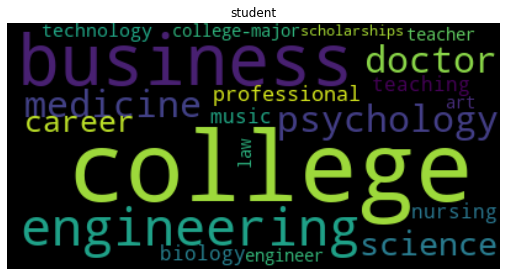 student
technology college-major scholarships teacher
business doctor
medicine professional teaching
career music psychology art
college
law
engineering nursing
biology engineer science